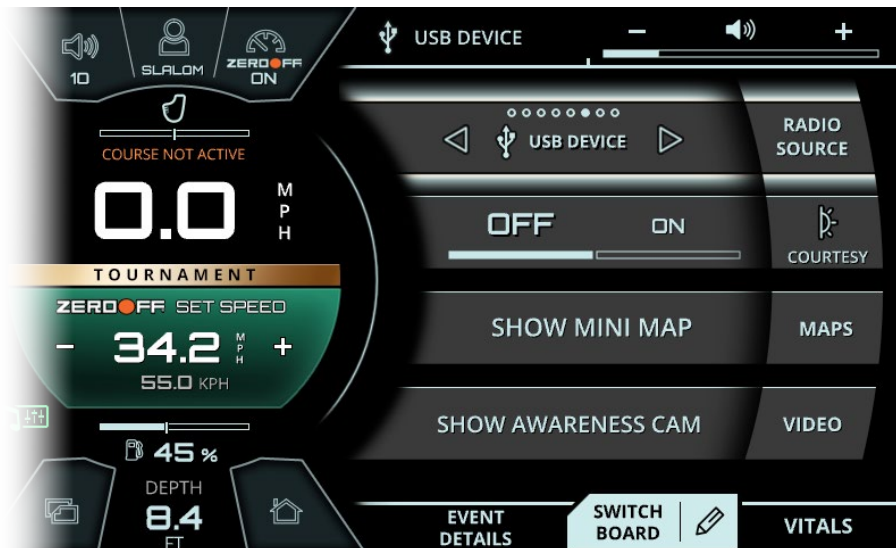 10
SLALOM
ZEROOFF
ON
COURSE NOT ACTIVE
0.0 MPH
TOURNAMENT
ZEROOFF SET SPEED
- 34.2 MPH +
55.0 KPH
45 %
DEPTH
8.4
FT
USB DEVICE
- +
USB DEVICE
RADIO
SOURCE
OFF ON
COURTESY
SHOW MINI MAP
MAPS
SHOW AWARENESS CAM
VIDEO
EVENT
DETAILS
SWITCH
BOARD
VITALS